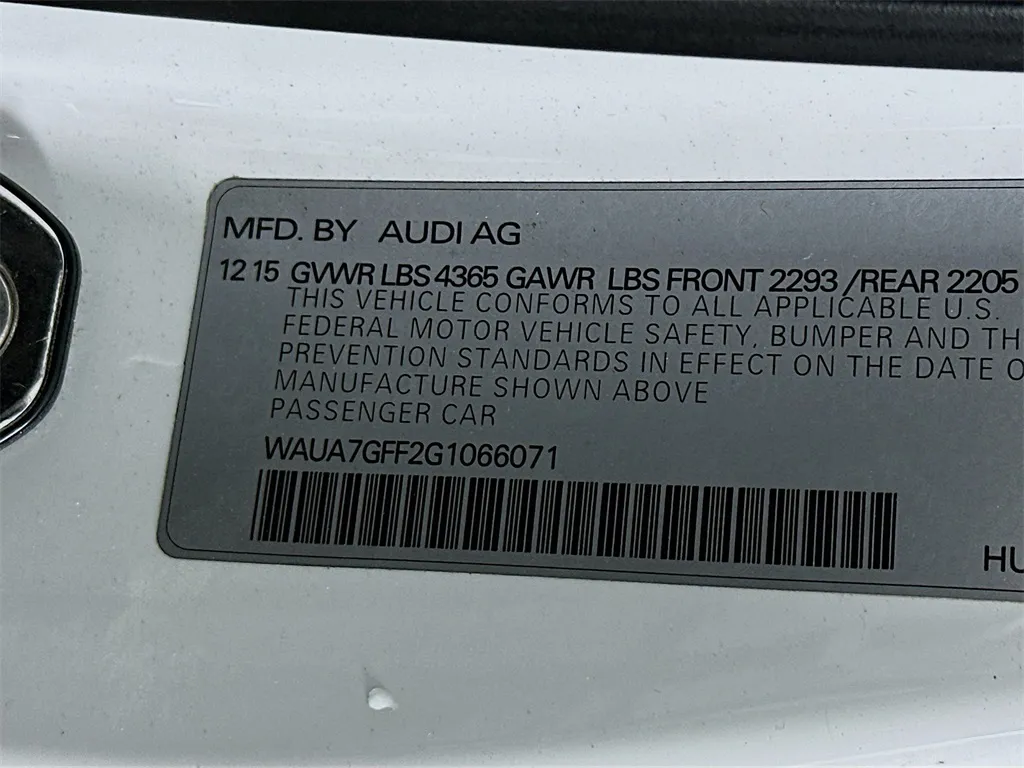 MFD. BY AUDI AG
12 15 GVWR LBS 4365 GAWR LBS FRONT 2293 /REAR 2205
THIS VEHICLE CONFORMS TO ALL APPLICABLE U.S.
FEDERAL MOTOR VEHICLE SAFETY, BUMPER AND TH
PREVENTION STANDARDS IN EFFECT ON THE DATE O
MANUFACTURE SHOWN ABOVE
PASSENGER CAR
WAUA7GFF2G1066071
HU